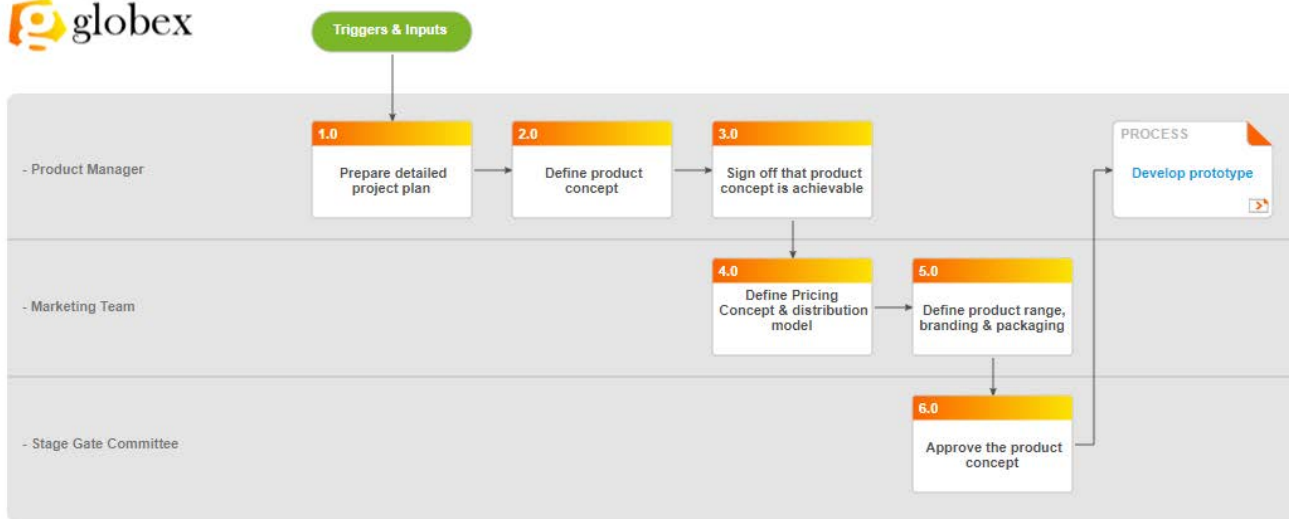 globex
Triggers & Inputs
- Product Manager
1.0
Prepare detailed
project plan
2.0
Define product
concept
3.0
Sign off that product
concept is achievable
PROCESS
Develop prototype
- Marketing Team
4.0
Define Pricing
Concept & distribution
model
5.0
Define product range,
branding & packaging
- Stage Gate Committee
6.0
Approve the product
concept